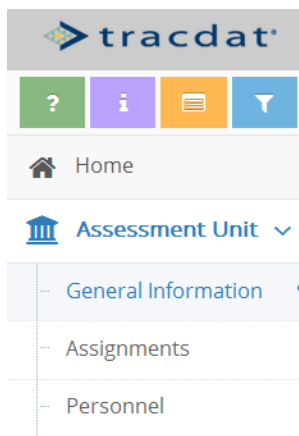 tracdat
? i
Home
Assessment Unit
General Information
Assignments
Personnel